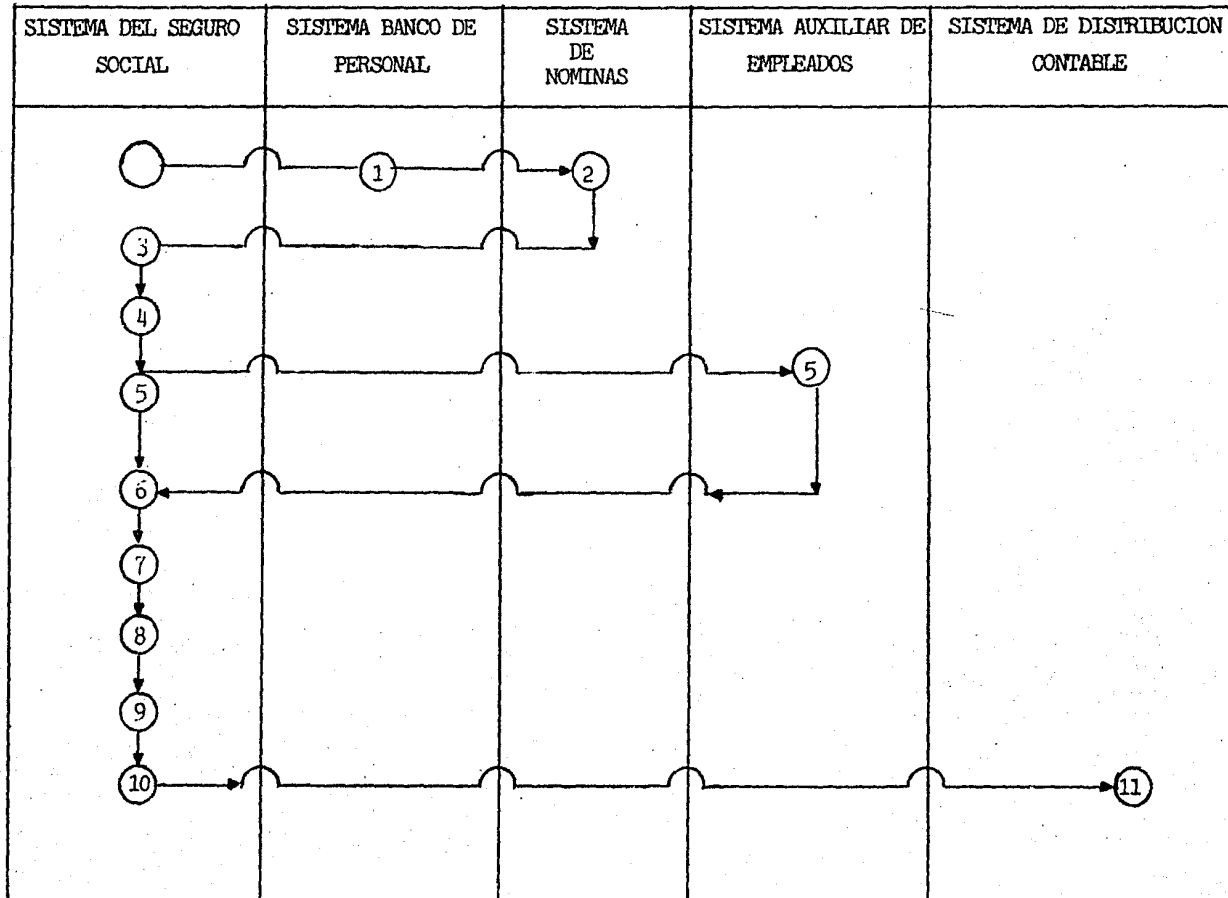 SISTEMA DEL SEGURO
SOCIAL
SISTEMA BANCO DE
PERSONAL
SISTEMA
DE
NOMINAS
SISTEMA AUXILIAR DE
EMPLEADOS
SISTEMA DE DISTRIBUCION
CONTABLE
1
2
3
4
5
5
6
7
8
9
10
11